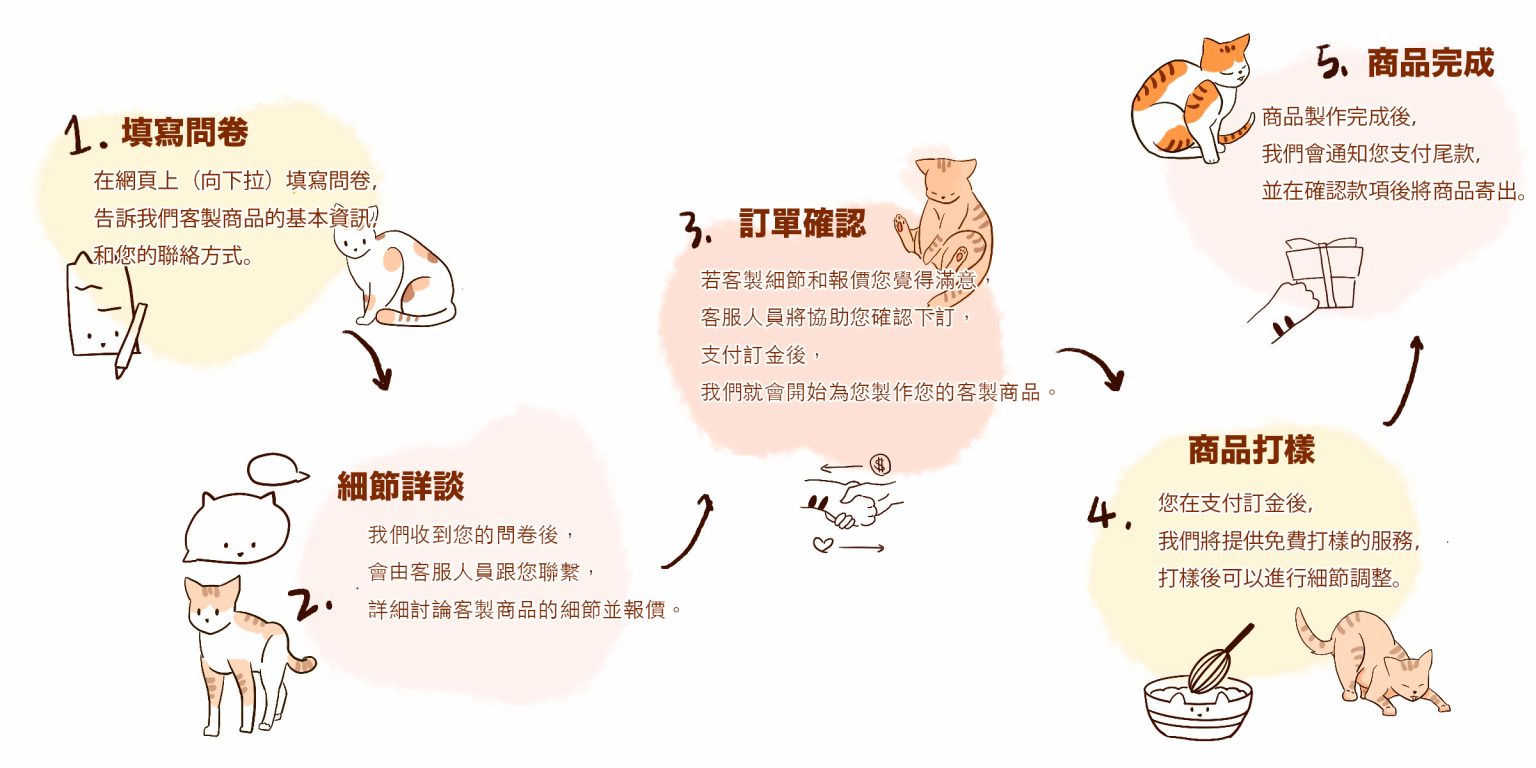 1. 填寫問卷
在網頁上（向下拉）填寫問卷,
告訴我們客製商品的基本資訊,
和您的聯絡方式。
2. 細節詳談
我們收到您的問卷後，
會由客服人員跟您聯繫，
詳細討論客製商品的細節並報價。
3. 訂單確認
若客製細節和報價您覺得滿意，
客服人員將協助您確認下訂，
支付訂金後，
我們就會開始為您製作您的客製商品。
$
4. 商品打樣
您在支付訂金後,
我們將提供免費打樣的服務,
打樣後可以進行細節調整。
5. 商品完成
商品製作完成後,
我們會通知您支付尾款,
並在確認款項後將商品寄出。